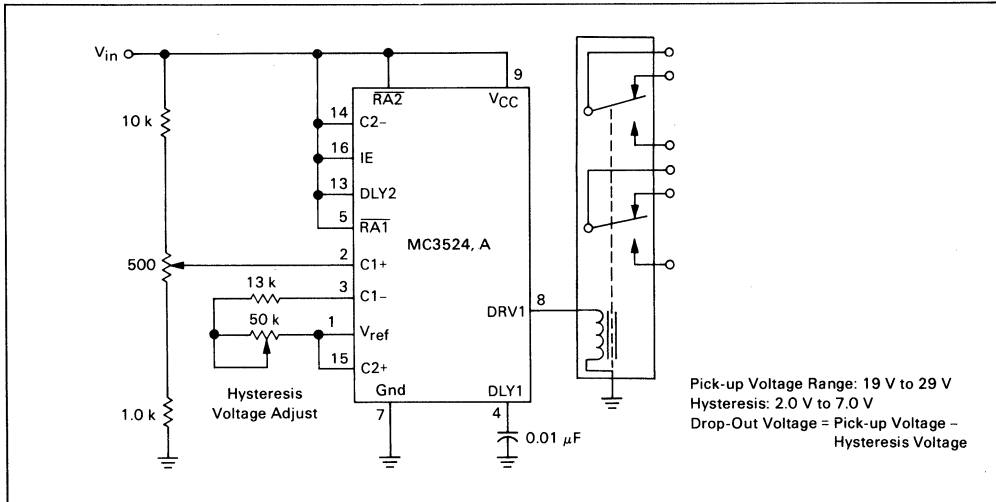 Vin
9
RA2
VCC
14
C2-
10 k
16
IE
13
DLY2
5
RA1
MC3524, A
500
2
C1+
13 k
3
C1-
8
DRV1
50 k
1
Vref
15
C2+
Hysteresis
Voltage Adjust
Gnd
DLY1
1.0 k
7
4
0.01 μF
Pick-up Voltage Range: 19 V to 29 V
Hysteresis: 2.0 V to 7.0 V
Drop-Out Voltage = Pick-up Voltage –
Hysteresis Voltage